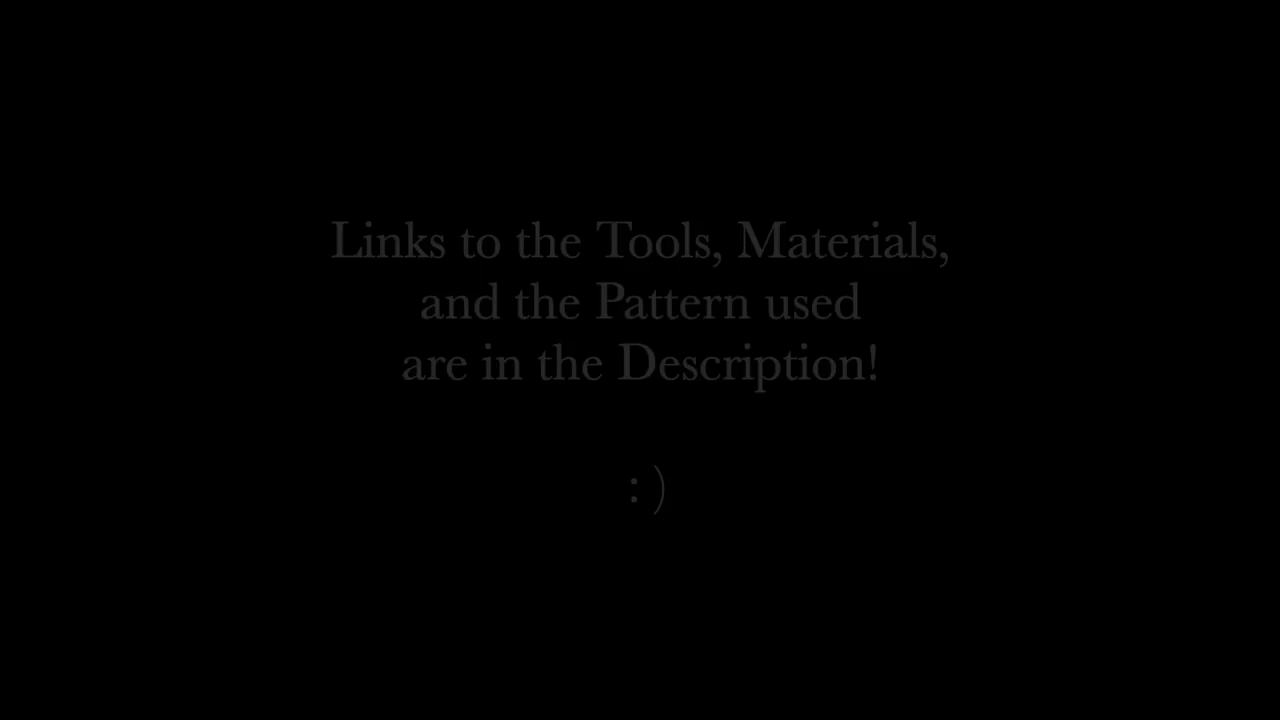 Links to the Tools, Materials,
and the Pattern used
are in the Description!
: )